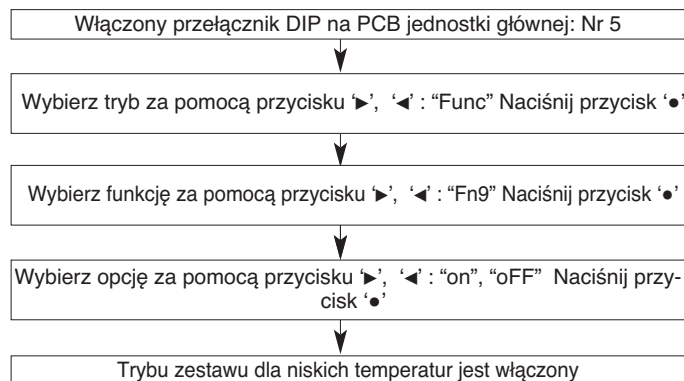 Włączony przełącznik DIP na PCB jednostki głównej: Nr 5
Wybierz tryb za pomocą przycisku ‘►’, ‘◄’ : “Func” Naciśnij przycisk ‘●’
Wybierz funkcję za pomocą przycisku ‘►’, ‘◄’ : “Fn9” Naciśnij przycisk ‘●’
Wybierz opcję za pomocą przycisku ‘►’, ‘◄’ : “on”, “oFF” Naciśnij przy-
cisk ‘●’
Trybu zestawu dla niskich temperatur jest włączony